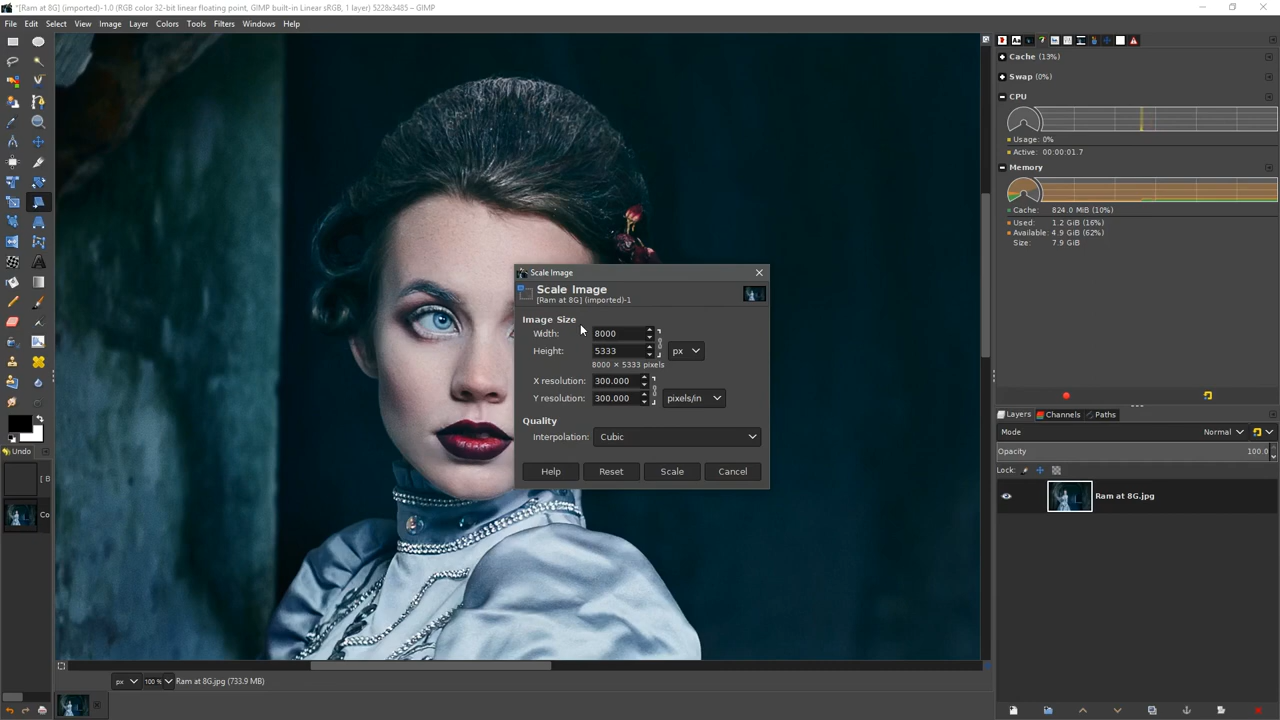 *[Ram at 8G] (imported)-1.0 (RGB color 32-bit linear floating point, GIMP built-in Linear sRGB, 1 layer) 5228x3485 – GIMP
File Edit Select View Image Layer Colors Tools Filters Windows Help
Cache (13%)
Swap (0%)
CPU
Usage: 0%
Active: 00:00:01.7
Memory
Cache: 824.0 MiB (10%)
Used: 1.2 GiB (16%)
Available: 4.9 GiB (62%)
Size: 7.9 GiB
Scale Image
Scale Image
[Ram at 8G] (imported)-1
Image Size
Width: 8000
Height: 5333 px
8000 × 5333 pixels
X resolution: 300.000
Y resolution: 300.000 pixels/in
Quality
Interpolation: Cubic
Help Reset Scale Cancel
Layers Channels Paths
Mode Normal
Opacity 100.0
Lock:
Ram at 8G.jpg
Undo
[ B
Co
px 100 % Ram at 8G.jpg (733.9 MB)